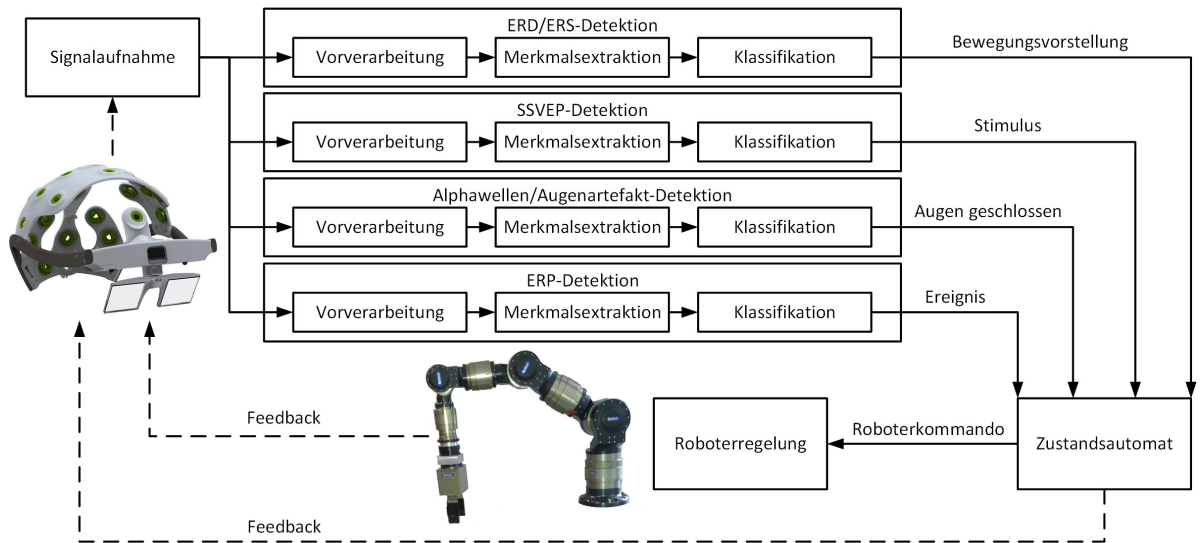 Signalaufnahme
ERD/ERS-Detektion
Vorverarbeitung
Merkmalsextraktion
Klassifikation
Bewegungsvorstellung
SSVEP-Detektion
Vorverarbeitung
Merkmalsextraktion
Klassifikation
Stimulus
Alphawellen/Augenartefakt-Detektion
Vorverarbeitung
Merkmalsextraktion
Klassifikation
Augen geschlossen
ERP-Detektion
Vorverarbeitung
Merkmalsextraktion
Klassifikation
Ereignis
Feedback
Roboterregelung
Roboterkommando
Zustandsautomat
Feedback